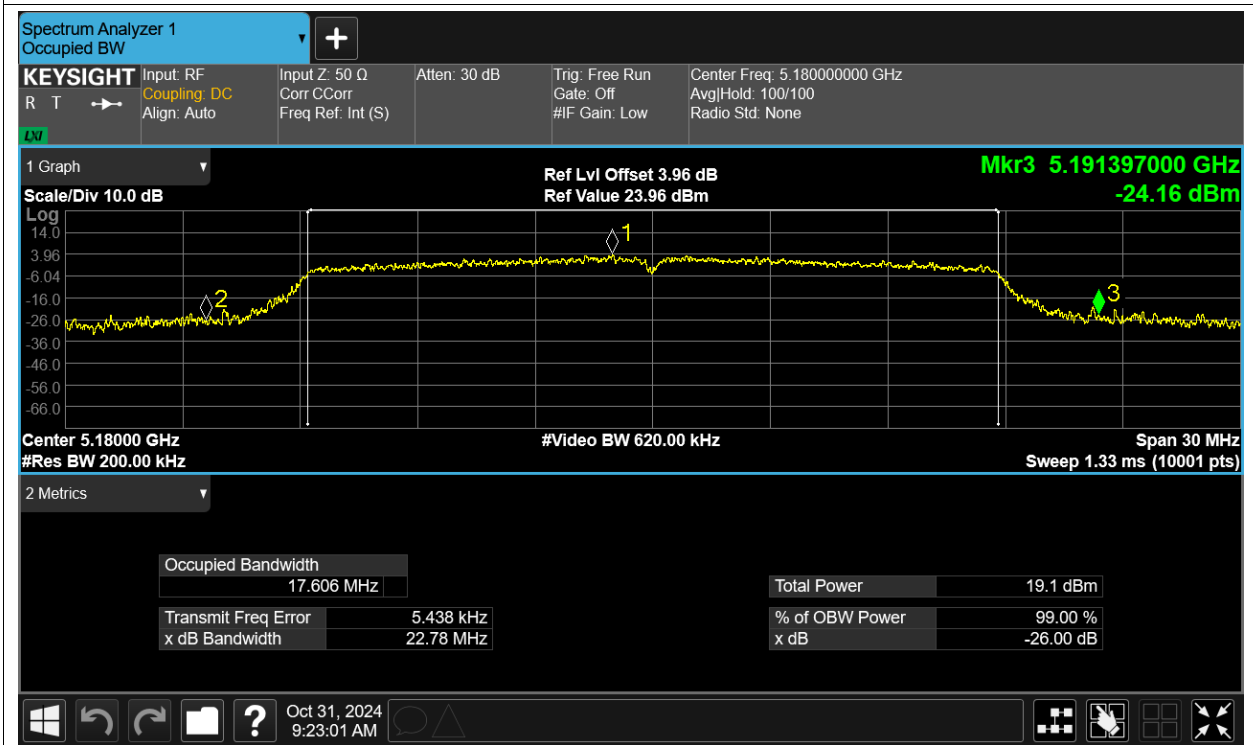 Spectrum Analyzer 1
Occupied BW
+
KEYSIGHT
R T
LXI
Input: RF
Coupling: DC
Align: Auto
Input Z: 50 Ω
Corr CCorr
Freq Ref: Int (S)
Atten: 30 dB
Trig: Free Run
Gate: Off
#IF Gain: Low
Center Freq: 5.180000000 GHz
Avg|Hold: 100/100
Radio Std: None
1 Graph
Scale/Div 10.0 dB
Ref Lvl Offset 3.96 dB
Ref Value 23.96 dBm
Mkr3 5.191397000 GHz
-24.16 dBm
Log
14.0
3.96
-6.04
-16.0
-26.0
-36.0
-46.0
-56.0
-66.0
1
2
3
Center 5.18000 GHz
#Res BW 200.00 kHz
#Video BW 620.00 kHz
Span 30 MHz
Sweep 1.33 ms (10001 pts)
2 Metrics
Occupied Bandwidth
17.606 MHz
Transmit Freq Error 5.438 kHz
x dB Bandwidth 22.78 MHz
Total Power 19.1 dBm
% of OBW Power 99.00 %
x dB -26.00 dB
?
Oct 31, 2024
9:23:01 AM